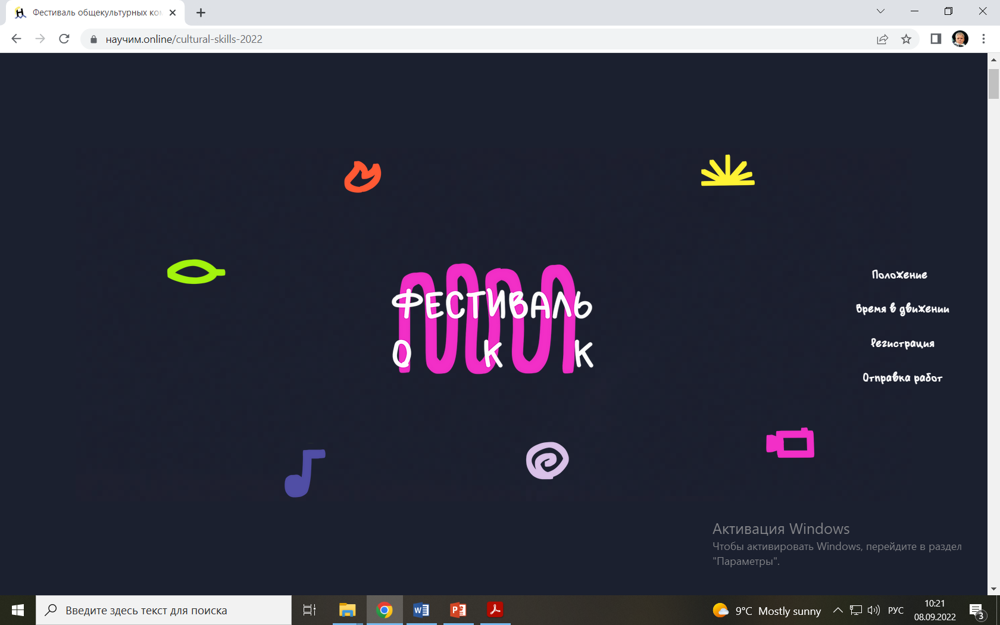 Фестиваль общекультурных ком
научим.online/cultural-skills-2022
ФЕСТИВАЛЬ
О К К
Положение
Время в движении
Регистрация
Отправка работ
Активация Windows
Чтобы активировать Windows, перейдите в раздел
"Параметры".
Введите здесь текст для поиска
9°C Mostly sunny
РУС
10:21
08.09.2022
3